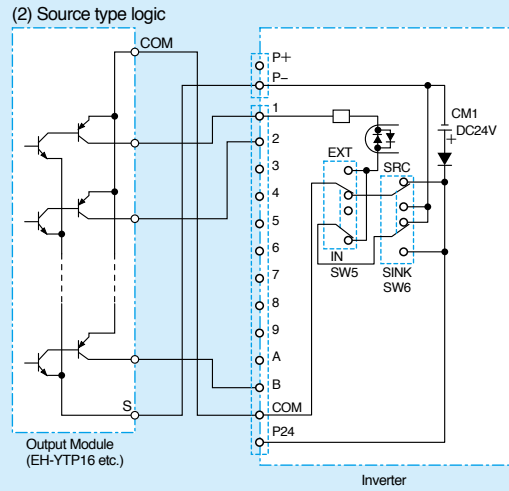 (2) Source type logic
COM
P+
P−
1
2
3
4
5
6
7
8
9
A
B
COM
P24
CM1
DC24V
+
EXT
SRC
IN
SW5
SINK
SW6
S
Output Module
(EH-YTP16 etc.)
Inverter